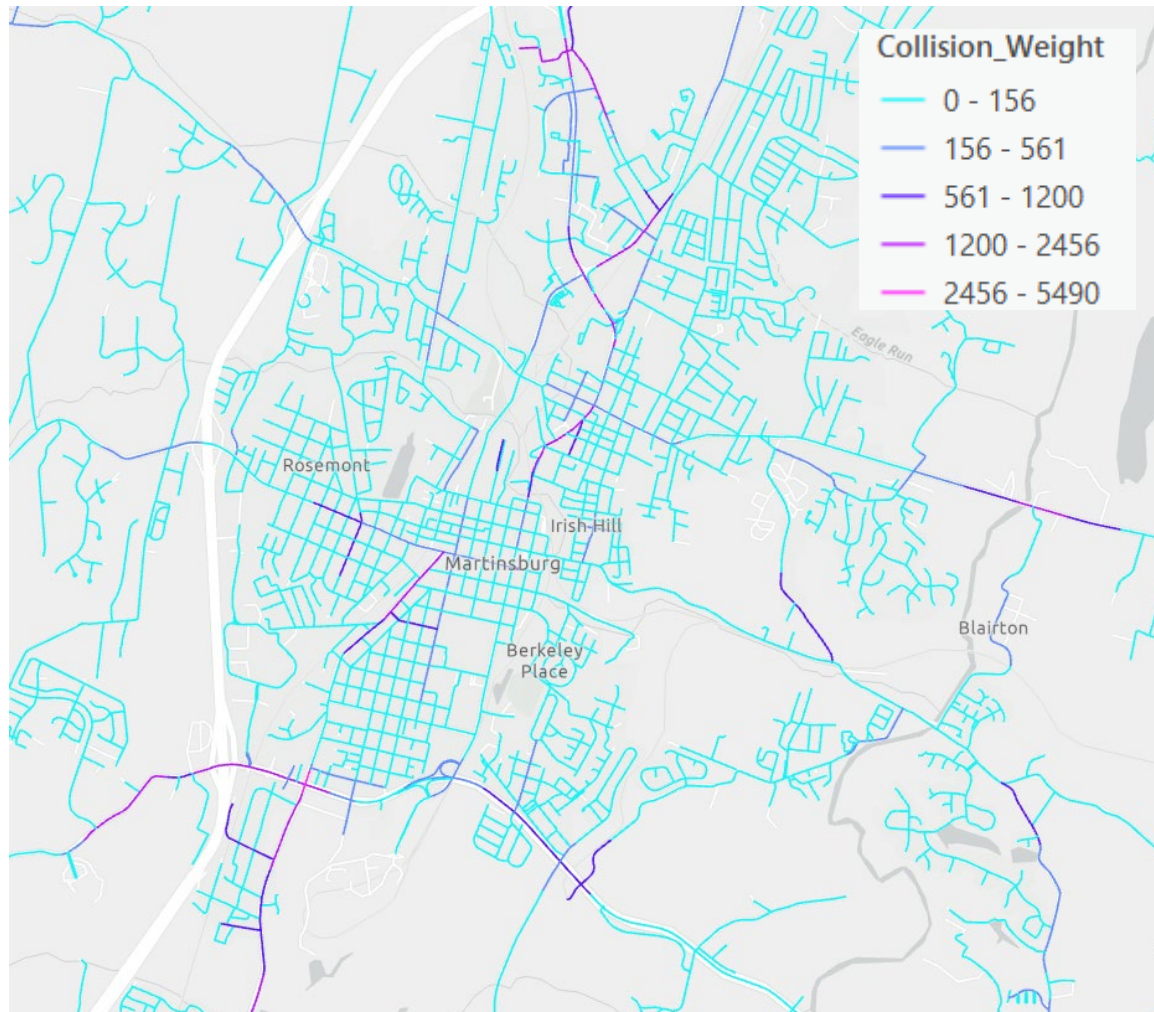 Collision_Weight
0 - 156
156 - 561
561 - 1200
1200 - 2456
2456 - 5490
Eagle Run
Rosemont
Irish Hill
Martinsburg
Blairton
Berkeley
Place